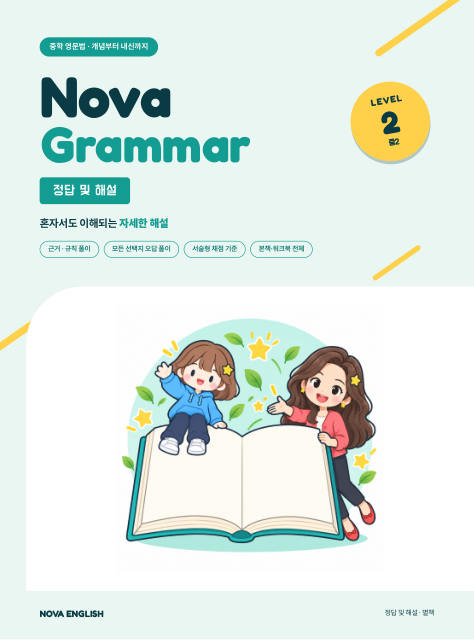 중학 영문법 · 개념부터 내신까지
Nova
Grammar
LEVEL
2
중2
정답 및 해설
혼자서도 이해되는 자세한 해설
근거 · 규칙 풀이
모든 선택지 오답 풀이
서술형 채점 기준
본책·워크북 전체
NOVA ENGLISH
정답 및 해설 · 별책